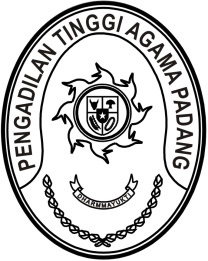 PENGADILAN TINGGI AGAMA PADANG
DHARMMAYUKTI